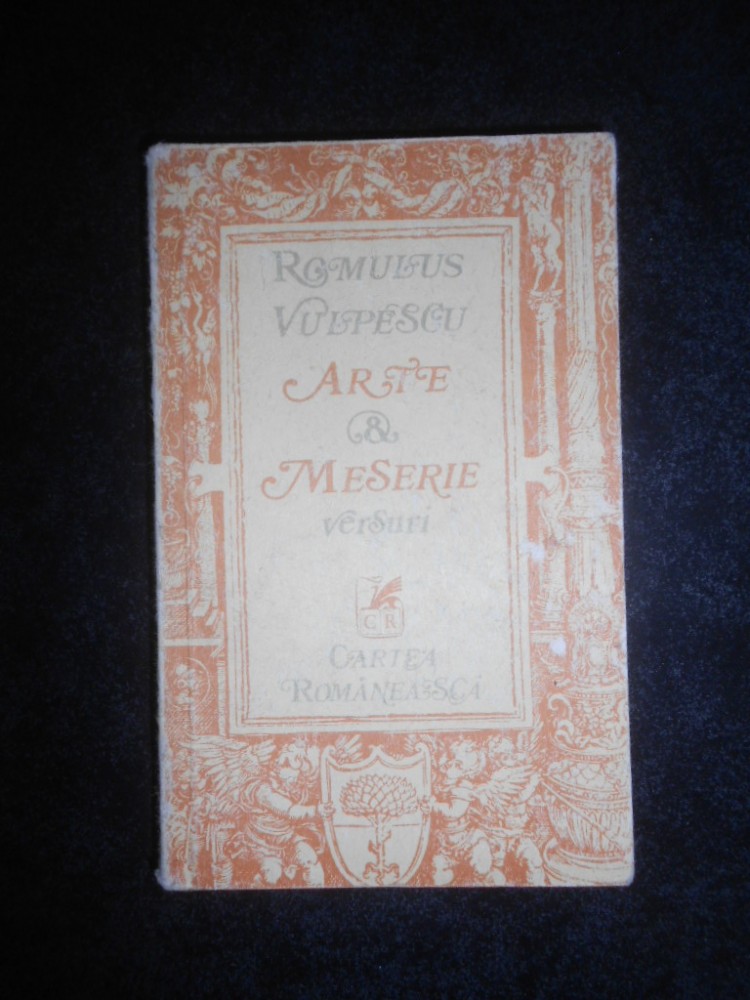 ROMULUS
VULPESCU
ARTE
&
MESERIE
versuri
CR
CARTEA
ROMÂNEASCĂ